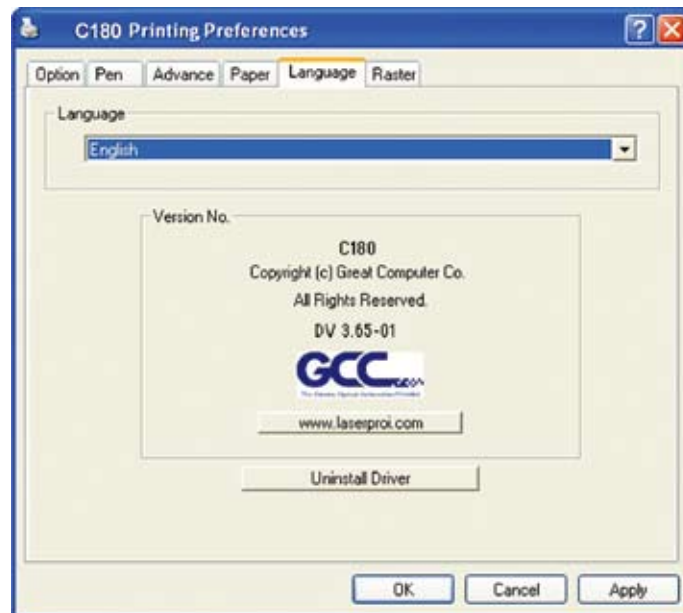 C180 Printing Preferences
Option Pen Advance Paper Language Raster
Language
English
Version No.
C180
Copyright (c) Great Computer Co.
All Rights Reserved.
DV 3.65-01
GCC
www.laserproi.com
Uninstall Driver
OK Cancel Apply